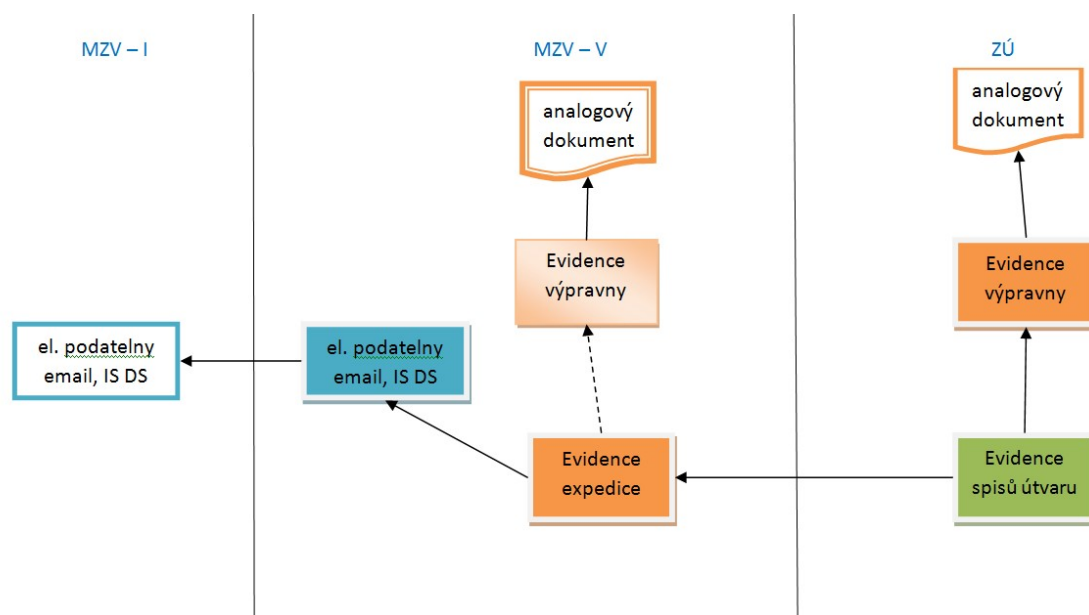 MZV – I
MZV – V
ZÚ
analogový
dokument
analogový
dokument
Evidence
výpravny
Evidence
výpravny
el. podatelny
email, IS DS
el. podatelny
email, IS DS
Evidence
expedice
Evidence
spisů útvaru